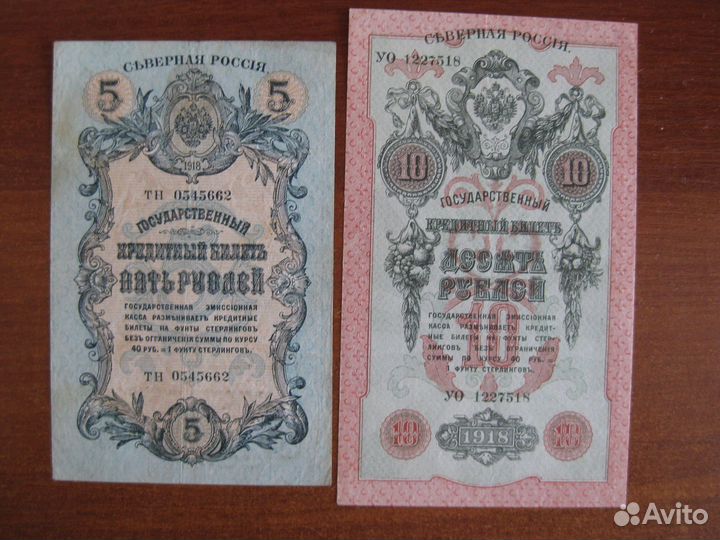 СѢВЕРНАЯ РОССІЯ
5 5
1918
ТН 0545662
ГОСУДАРСТВЕННЫЙ
КРЕДИТНЫЙ БИЛЕТЪ
ПЯТЬ РУБЛЕЙ
ГОСУДАРСТВЕННАЯ ЭМИССІОННАЯ
КАССА РАЗМѢНИВАЕТЪ КРЕДИТНЫЕ
БИЛЕТЫ НА ФУНТЫ СТЕРЛИНГОВЪ
БЕЗЪ ОГРАНИЧЕНІЯ СУММЫ ПО КУРСУ
40 РУБ. = 1 ФУНТУ СТЕРЛИНГОВЪ.
ТН 0545662
5
СѢВЕРНАЯ РОССІЯ.
УО 1227518
10 10
ГОСУДАРСТВЕННЫЙ
КРЕДИТНЫЙ БИЛЕТЪ
ДЕСЯТЬ
РУБЛЕЙ
10
ГОСУДАРСТВЕННАЯ ЭМИССІОННАЯ
КАССА РАЗМѢНИВАЕТЪ КРЕДИТ-
НЫЕ БИЛЕТЫ НА ФУНТЫ СТЕР-
ЛИНГОВЪ БЕЗЪ ОГРАНИЧЕНІЯ
СУММЫ ПО КУРСУ 40 РУБ. =
1 ФУНТУ СТЕРЛИНГОВЪ.
УО 1227518
10 1918 10
Avito